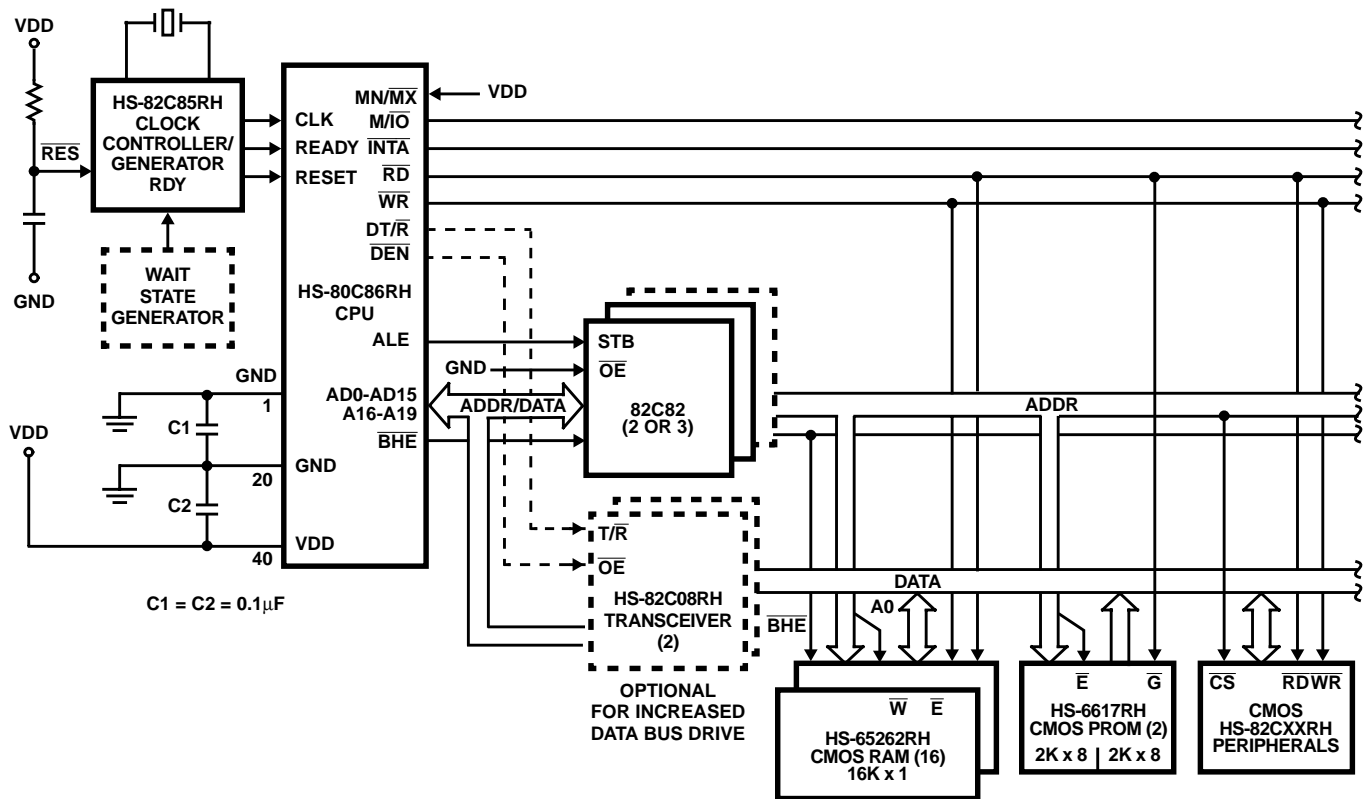 VDD
RES
GND
HS-82C85RH
CLOCK
CONTROLLER/
GENERATOR
RDY
WAIT
STATE
GENERATOR
CLK
READY
RESET
MN/MX
VDD
M/IO
INTA
RD
WR
DT/R
DEN
HS-80C86RH
CPU
ALE
AD0-AD15
A16-A19
BHE
GND
1
C1
VDD
GND
20
C2
VDD
40
C1 = C2 = 0.1μF
GND
ADDR/DATA
STB
OE
82C82
(2 OR 3)
ADDR
T/R
OE
HS-82C08RH
TRANSCEIVER
(2)
OPTIONAL
FOR INCREASED
DATA BUS DRIVE
DATA
BHE
A0
W E
HS-65262RH
CMOS RAM (16)
16K x 1
E G
HS-6617RH
CMOS PROM (2)
2K x 8 | 2K x 8
CS RD WR
CMOS
HS-82CXXRH
PERIPHERALS